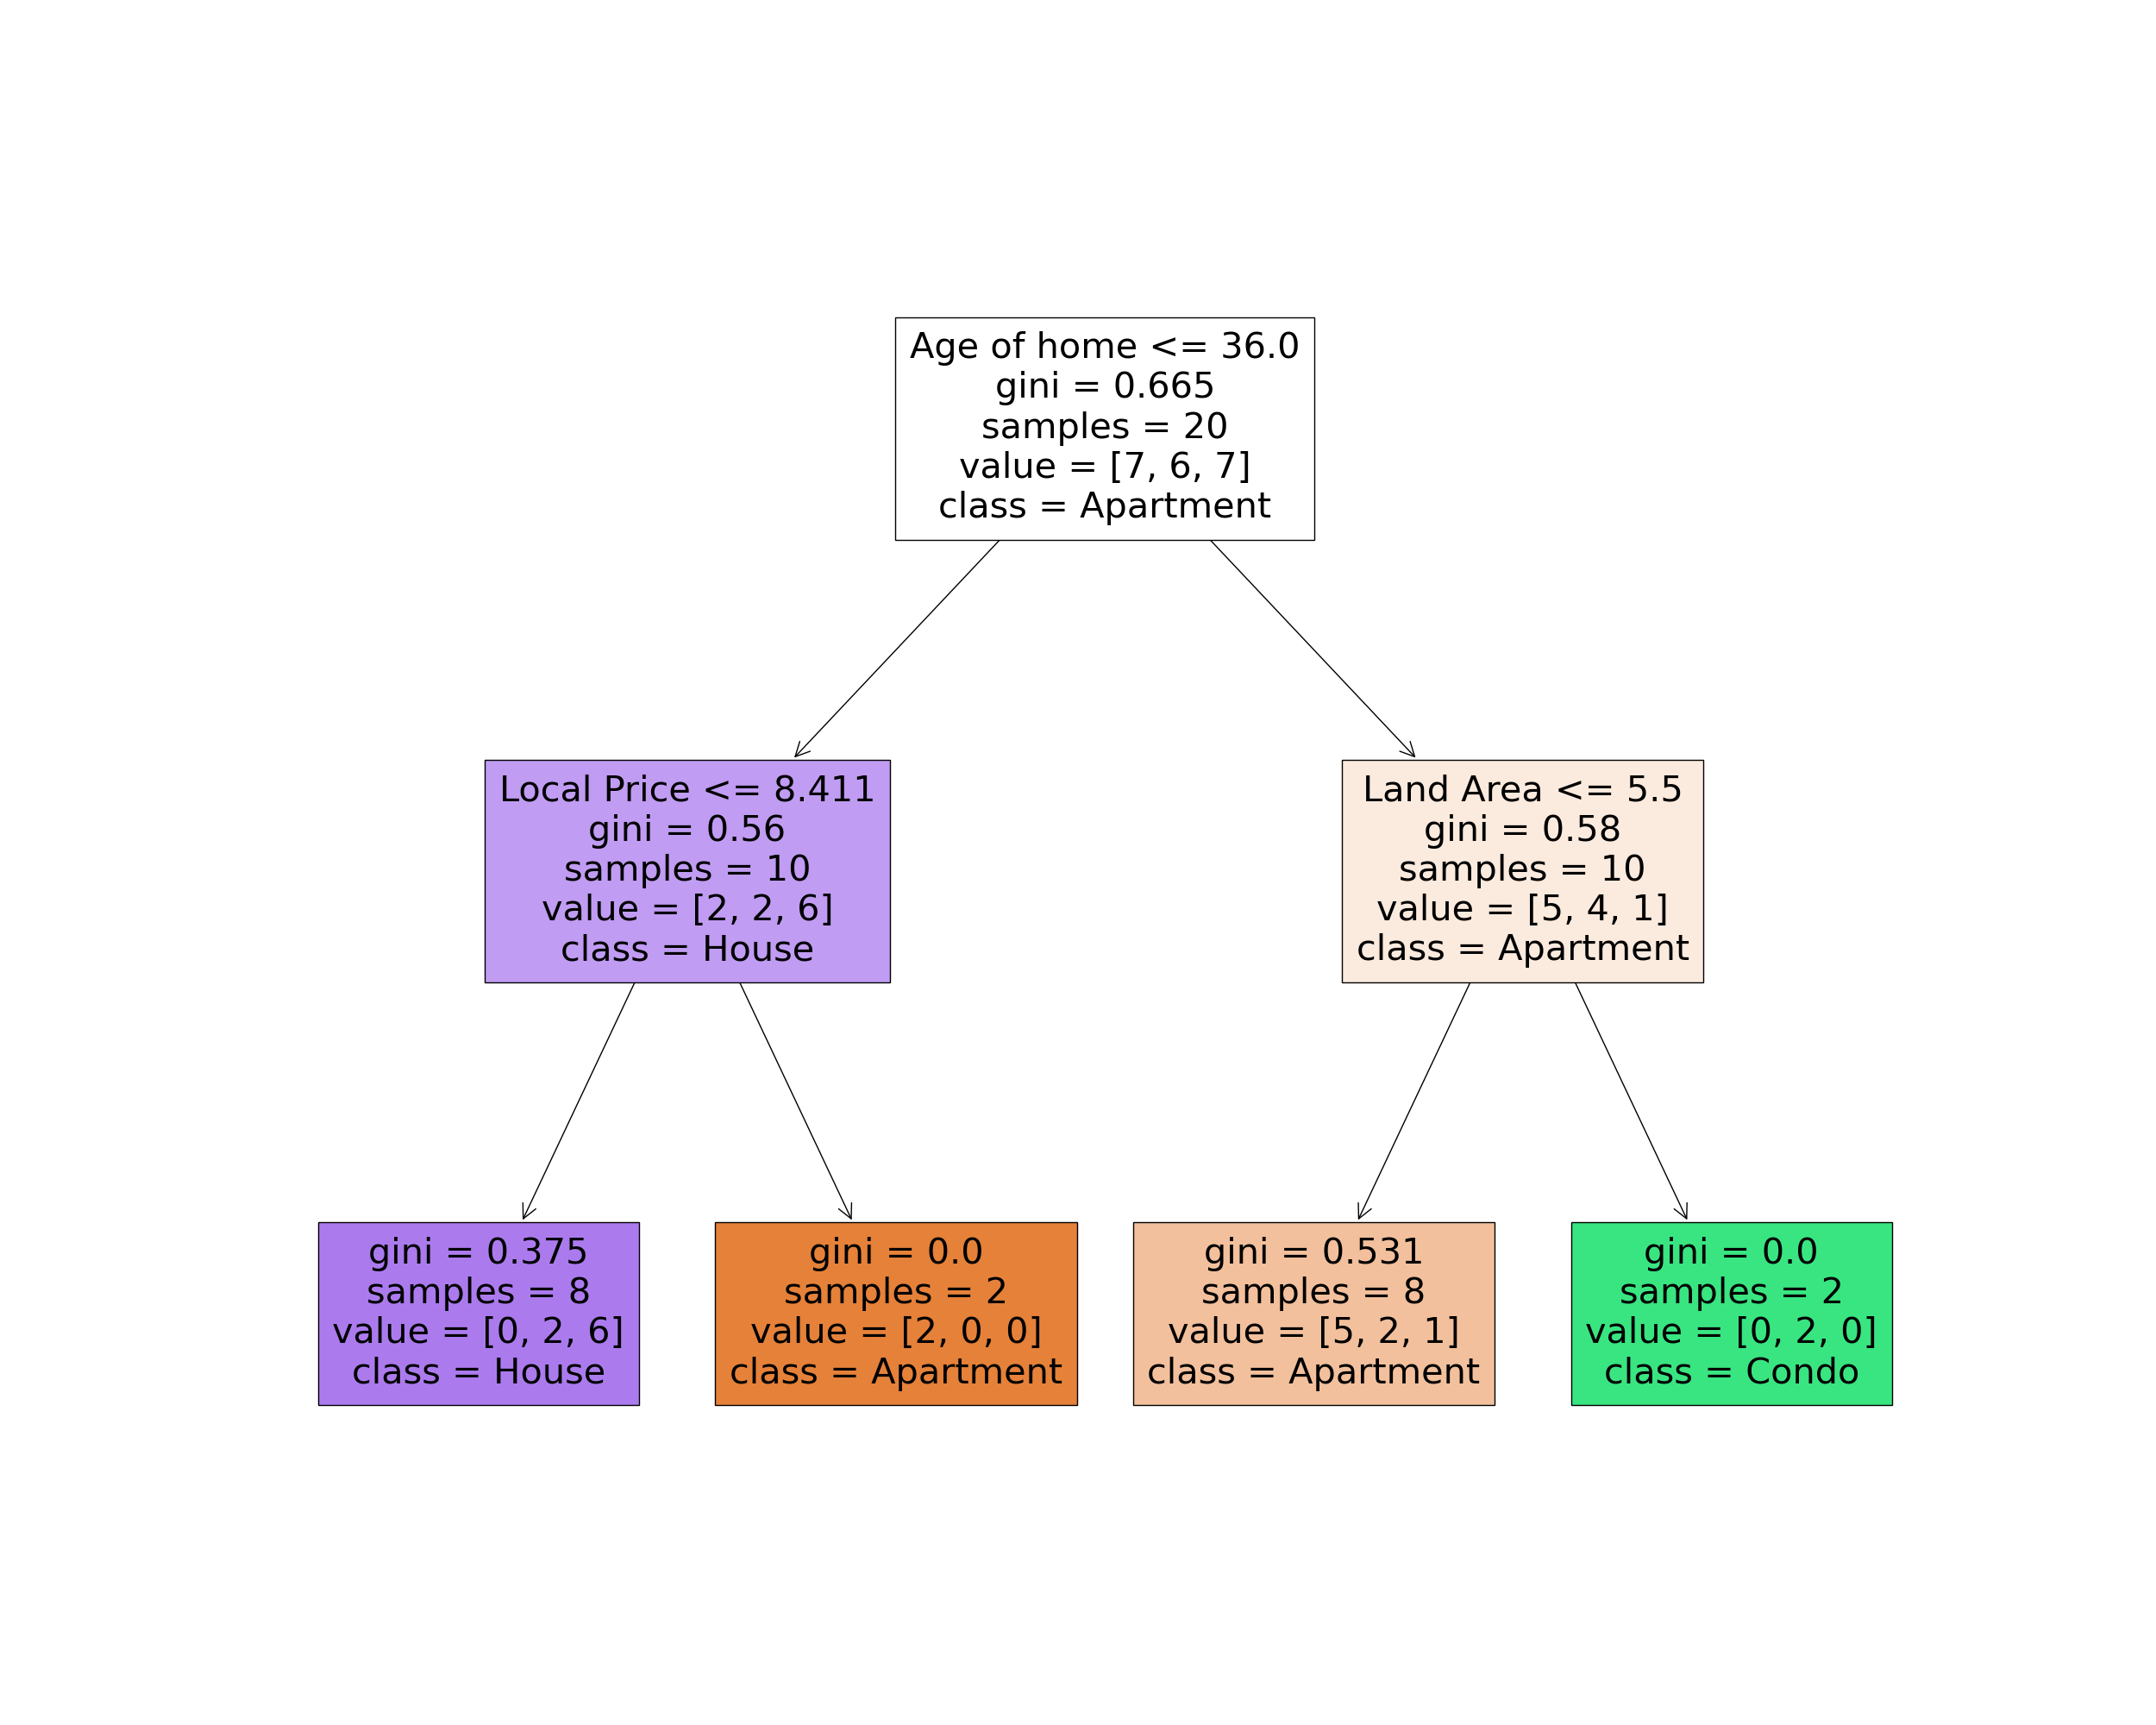 Age of home <= 36.0
gini = 0.665
samples = 20
value = [7, 6, 7]
class = Apartment
Local Price <= 8.411
gini = 0.56
samples = 10
value = [2, 2, 6]
class = House
Land Area <= 5.5
gini = 0.58
samples = 10
value = [5, 4, 1]
class = Apartment
gini = 0.375
samples = 8
value = [0, 2, 6]
class = House
gini = 0.0
samples = 2
value = [2, 0, 0]
class = Apartment
gini = 0.531
samples = 8
value = [5, 2, 1]
class = Apartment
gini = 0.0
samples = 2
value = [0, 2, 0]
class = Condo